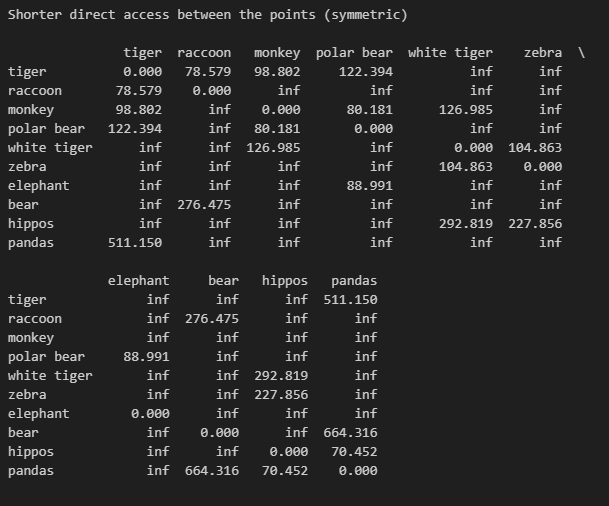 Shorter direct access between the points (symmetric)
tiger raccoon monkey polar bear white tiger zebra \
tiger 0.000 78.579 98.802 122.394 inf inf
raccoon 78.579 0.000 inf inf inf inf
monkey 98.802 inf 0.000 80.181 126.985 inf
polar bear 122.394 inf 80.181 0.000 inf inf
white tiger inf inf 126.985 inf 0.000 104.863
zebra inf inf inf inf 104.863 0.000
elephant inf inf inf 88.991 inf inf
bear inf 276.475 inf inf inf inf
hippos inf inf inf inf 292.819 227.856
pandas 511.150 inf inf inf inf inf
elephant bear hippos pandas
tiger inf inf inf 511.150
raccoon inf 276.475 inf inf
monkey inf inf inf inf
polar bear 88.991 inf inf inf
white tiger inf inf 292.819 inf
zebra inf inf 227.856 inf
elephant 0.000 inf inf inf
bear inf 0.000 inf 664.316
hippos inf inf 0.000 70.452
pandas inf 664.316 70.452 0.000